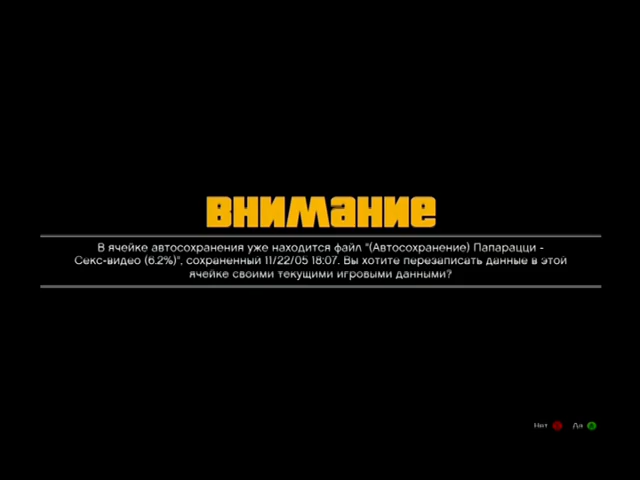 внимание
В ячейке автосохранения уже находится файл "(Автосохранение) Папарацци -
Секс-видео (6.2%)", сохраненный 11/22/05 18:07. Вы хотите перезаписать данные в этой
ячейке своими текущими игровыми данными?
Нет Да